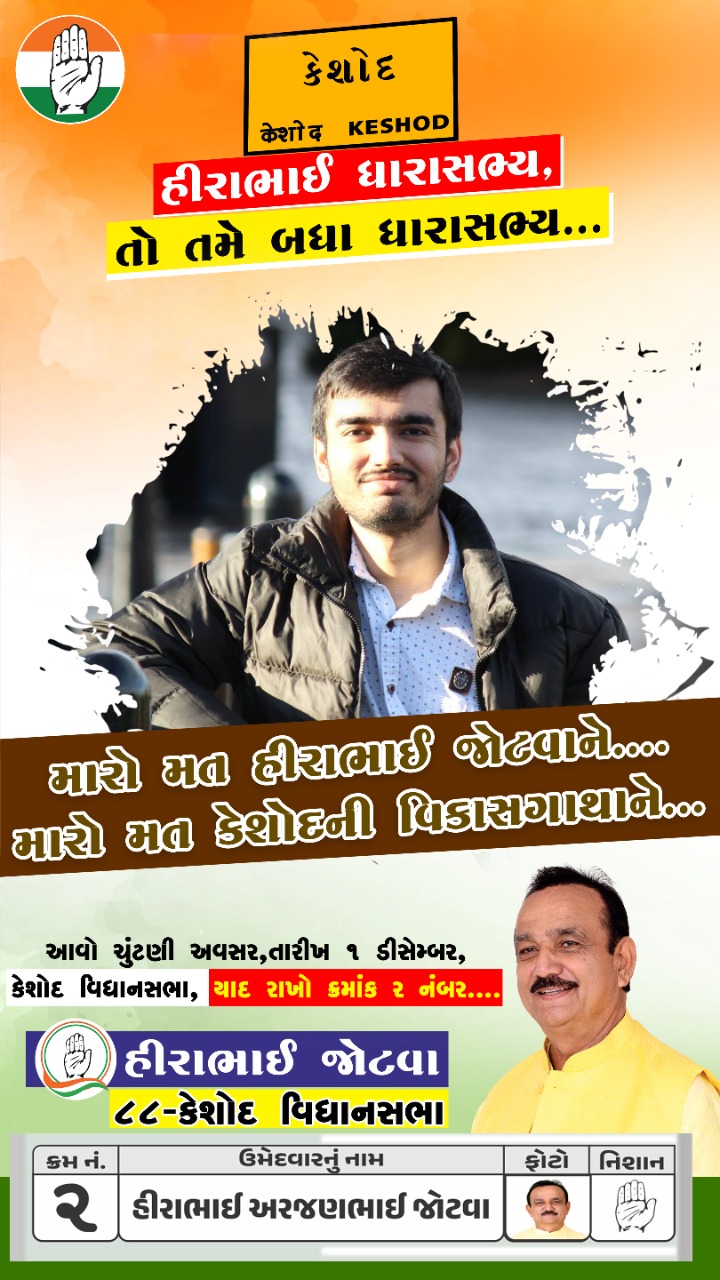 કેશોદ
केशोद KESHOD
હીરાભાઈ ધારાસભ્ય,
તો તમે બધા ધારાસભ્ય...
મારો મત હીરાભાઈ જોટવાને....
મારો મત કેશોદની વિકાસગાથાને...
આવો ચુંટણી અવસર,તારીખ ૧ ડીસેમ્બર,
કેશોદ વિધાનસભા, યાદ રાખો ક્રમાંક ૨ નંબર....
હીરાભાઈ જોટવા
૮૮-કેશોદ વિધાનસભા
ક્રમ નં. ઉમેદવારનું નામ ફોટો નિશાન
૨ હીરાભાઈ અરજણભાઈ જોટવા